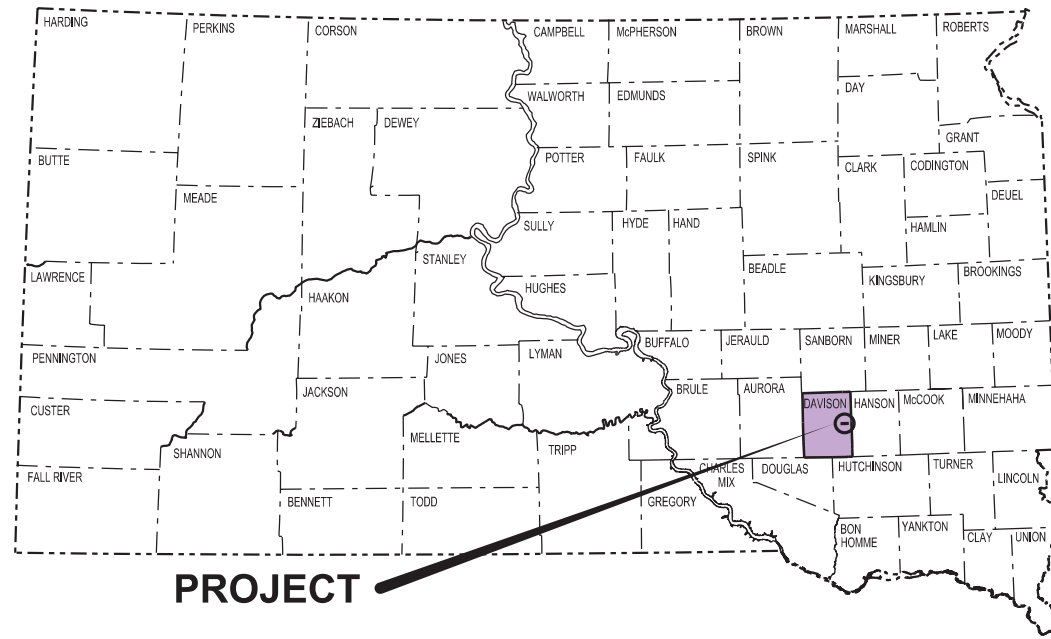 HARDING
PERKINS
CORSON
CAMPBELL
McPHERSON
BROWN
MARSHALL
ROBERTS
WALWORTH
EDMUNDS
DAY
ZIEBACH
DEWEY
GRANT
BUTTE
POTTER
FAULK
SPINK
CLARK
CODINGTON
MEADE
DEUEL
SULLY
HYDE
HAND
HAMLIN
STANLEY
LAWRENCE
HAAKON
HUGHES
BEADLE
KINGSBURY
BROOKINGS
PENNINGTON
JONES
LYMAN
BUFFALO
JERAULD
SANBORN
MINER
LAKE
MOODY
CUSTER
JACKSON
BRULE
AURORA
DAVISON
HANSON
McCOOK
MINNEHAHA
SHANNON
MELLETTE
TRIPP
FALL RIVER
CHARLES
MIX
DOUGLAS
HUTCHINSON
TURNER
LINCOLN
BENNETT
TODD
GREGORY
BON
HOMME
YANKTON
CLAY
UNION
PROJECT